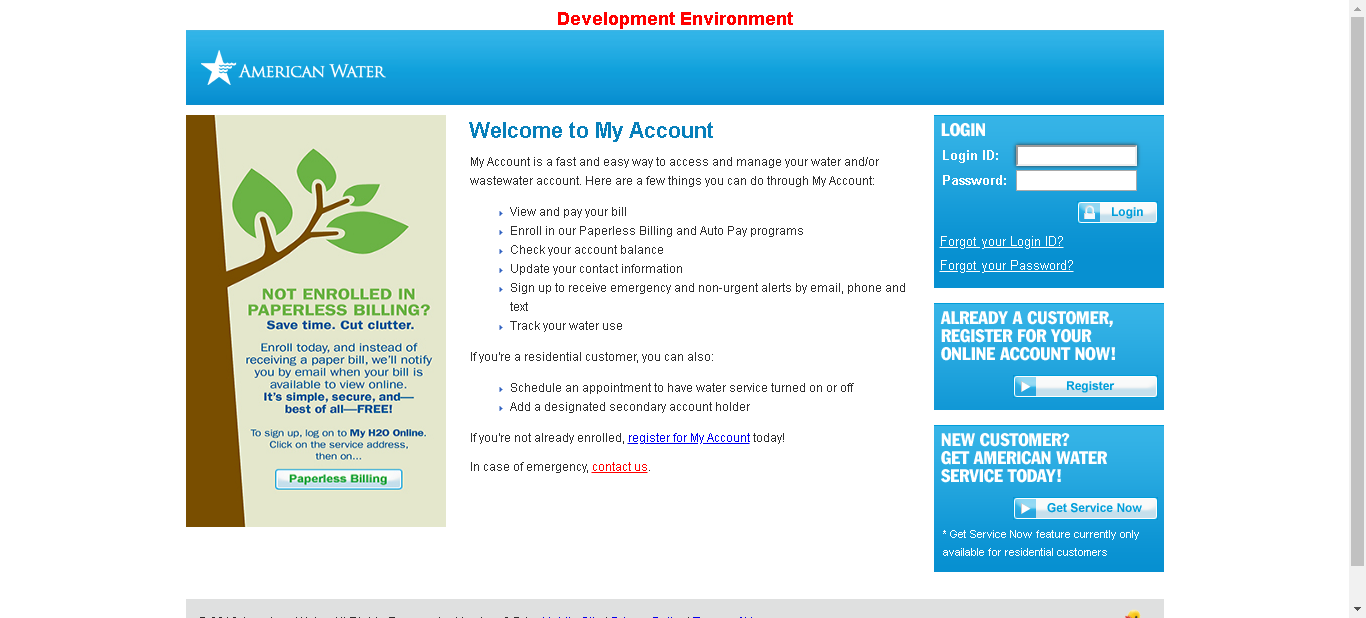 Development Environment
AMERICAN WATER
NOT ENROLLED IN
PAPERLESS BILLING?
Save time. Cut clutter.
Enroll today, and instead of
receiving a paper bill, we'll notify
you by email when your bill is
available to view online.
It's simple, secure, and—
best of all—FREE!
To sign up, log on to My H2O Online.
Click on the service address,
then on...
Paperless Billing
Welcome to My Account
My Account is a fast and easy way to access and manage your water and/or
wastewater account. Here are a few things you can do through My Account:
View and pay your bill
Enroll in our Paperless Billing and Auto Pay programs
Check your account balance
Update your contact information
Sign up to receive emergency and non-urgent alerts by email, phone and
text
Track your water use
If you're a residential customer, you can also:
Schedule an appointment to have water service turned on or off
Add a designated secondary account holder
If you're not already enrolled, register for My Account today!
In case of emergency, contact us.
LOGIN
Login ID:
Password:
Login
Forgot your Login ID?
Forgot your Password?
ALREADY A CUSTOMER,
REGISTER FOR YOUR
ONLINE ACCOUNT NOW!
Register
NEW CUSTOMER?
GET AMERICAN WATER
SERVICE TODAY!
Get Service Now
* Get Service Now feature currently only
available for residential customers